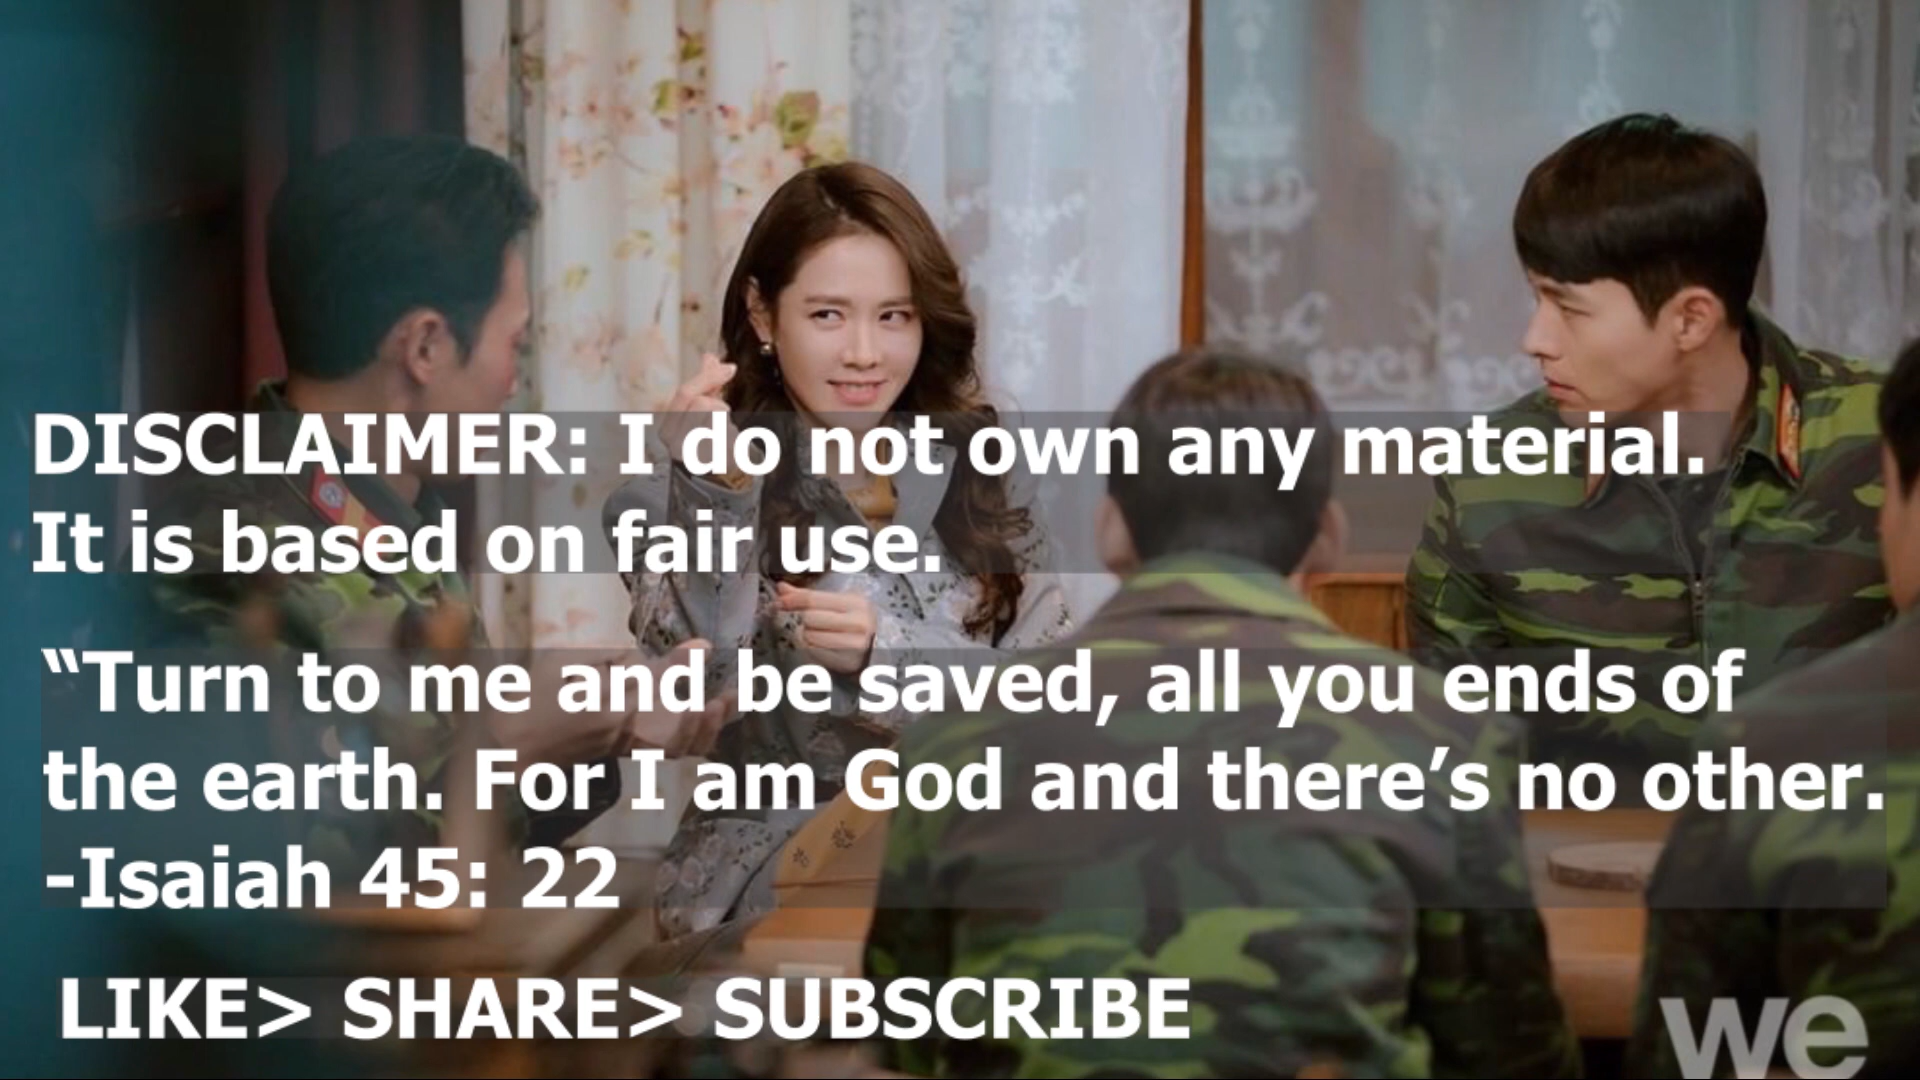 DISCLAIMER: I do not own any material.
It is based on fair use.
“Turn to me and be saved, all you ends of
the earth. For I am God and there’s no other.
-Isaiah 45: 22
LIKE> SHARE> SUBSCRIBE
we